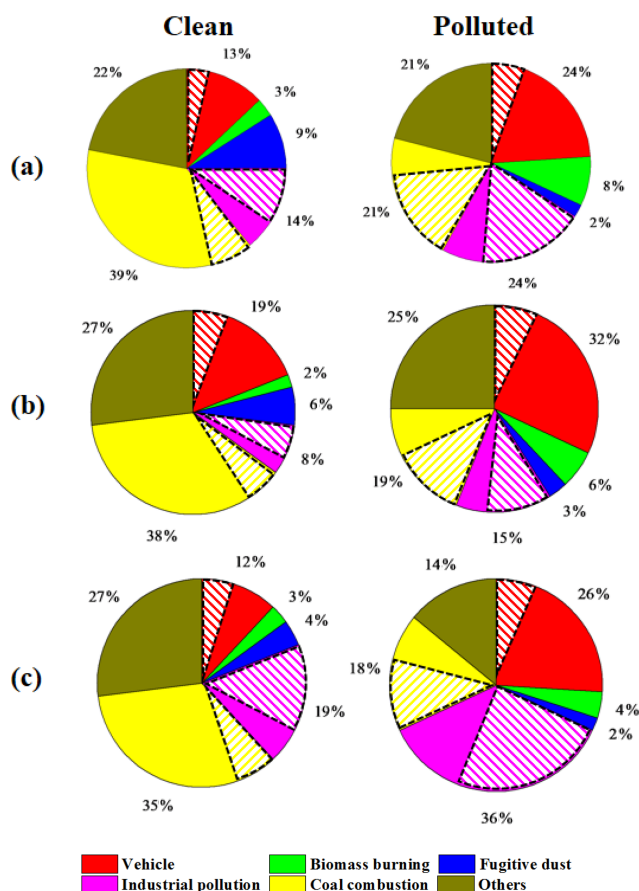 Clean Polluted
22% 13% 3% 9% 14% 39%
(a)
21% 24% 8% 2% 24% 21%
27% 19% 2% 6% 8% 38%
(b)
25% 32% 6% 3% 15% 19%
27% 12% 3% 4% 19% 35%
(c)
14% 26% 4% 2% 36% 18%
Vehicle Biomass burning Fugitive dust
Industrial pollution Coal combustion Others